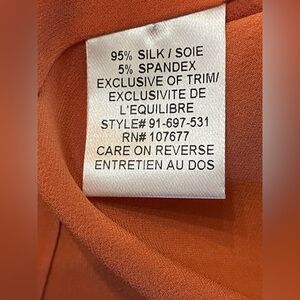 95% SILK / SOIE
5% SPANDEX
EXCLUSIVE OF TRIM/
EXCLUSIVITE DE
L'EQUILIBRE
STYLE# 91-697-531
RN# 107677
CARE ON REVERSE
ENTRETIEN AU DOS